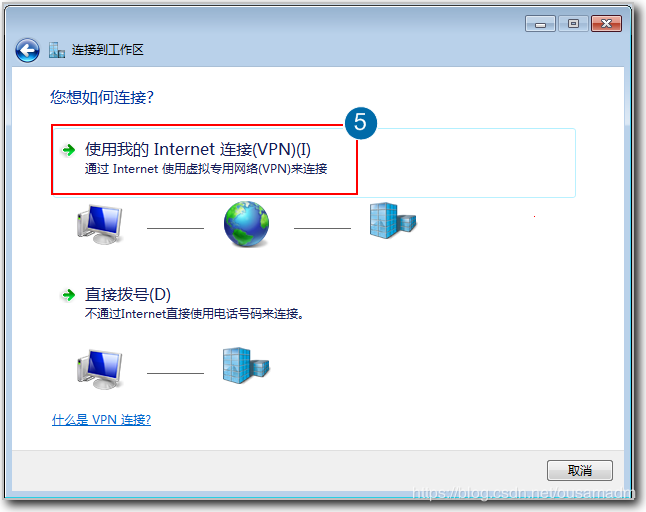 连接到工作区
您想如何连接?
5
使用我的 Internet 连接(VPN)(I)
通过 Internet 使用虚拟专用网络(VPN)来连接
直接拨号(D)
不通过Internet直接使用电话号码来连接。
什么是 VPN 连接?
取消
https://blog.csdn.net/ousamadm